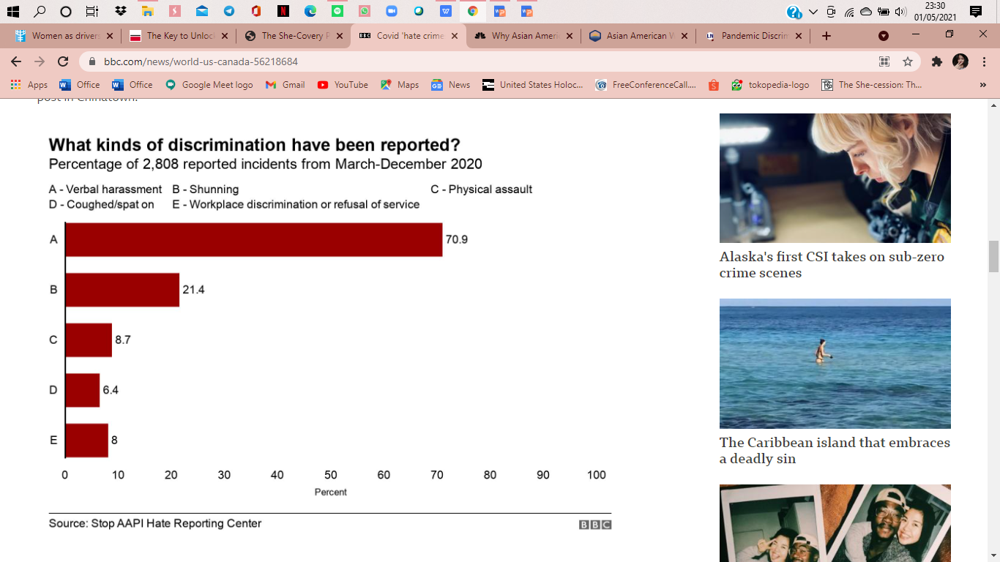 23:30
01/05/2021
Women as drivers
The Key to Unloc
The She-Covery P
BBC Covid 'hate crime
Why Asian Ameri
Asian American W
LN Pandemic Discrim
bbc.com/news/world-us-canada-56218684
Apps Office Office Google Meet logo Gmail YouTube Maps News United States Holoc... FreeConferenceCall.... tokopedia-logo The She-cession: Th... »
post in Chinatown.
What kinds of discrimination have been reported?
Percentage of 2,808 reported incidents from March-December 2020
A - Verbal harassment B - Shunning C - Physical assault
D - Coughed/spat on E - Workplace discrimination or refusal of service
A 70.9
B 21.4
C 8.7
D 6.4
E 8
0 10 20 30 40 50 60 70 80 90 100
Percent
Source: Stop AAPI Hate Reporting Center
BBC
Alaska's first CSI takes on sub-zero
crime scenes
The Caribbean island that embraces
a deadly sin